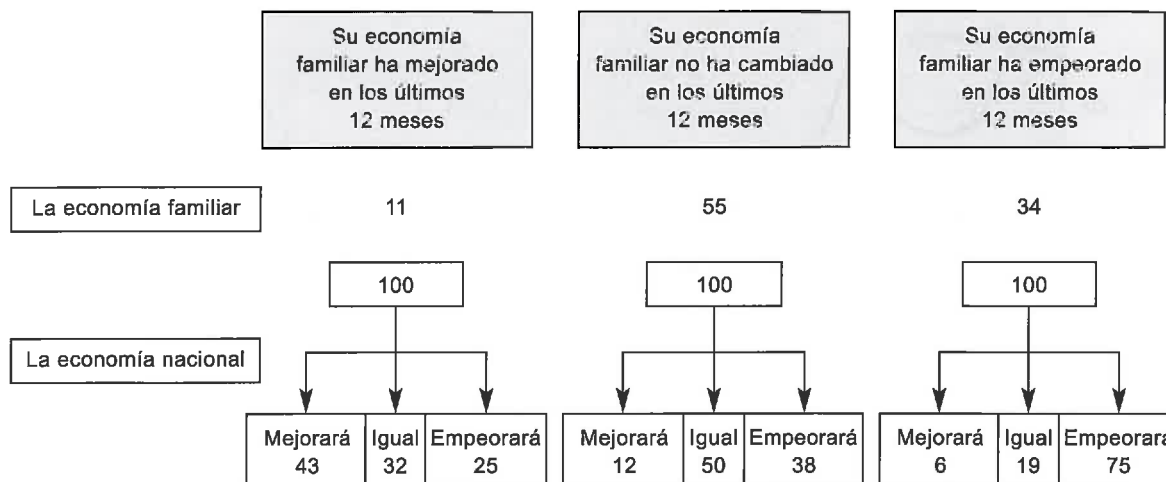 Su economía
familiar ha mejorado
en los últimos
12 meses
Su economía
familiar no ha cambiado
en los últimos
12 meses
Su economía
familiar ha empeorado
en los últimos
12 meses
La economía familiar
11
55
34
100
100
100
La economía nacional
Mejorará Igual Empeorará
43 32 25
Mejorará Igual Empeorará
12 50 38
Mejorará Igual Empeorará
6 19 75